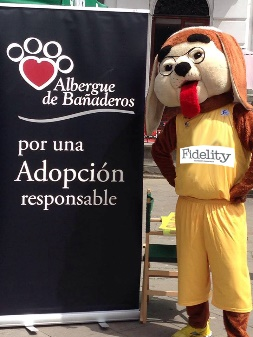 Albergue
de Bañaderos
por una
Adopción
responsable
Fidelity